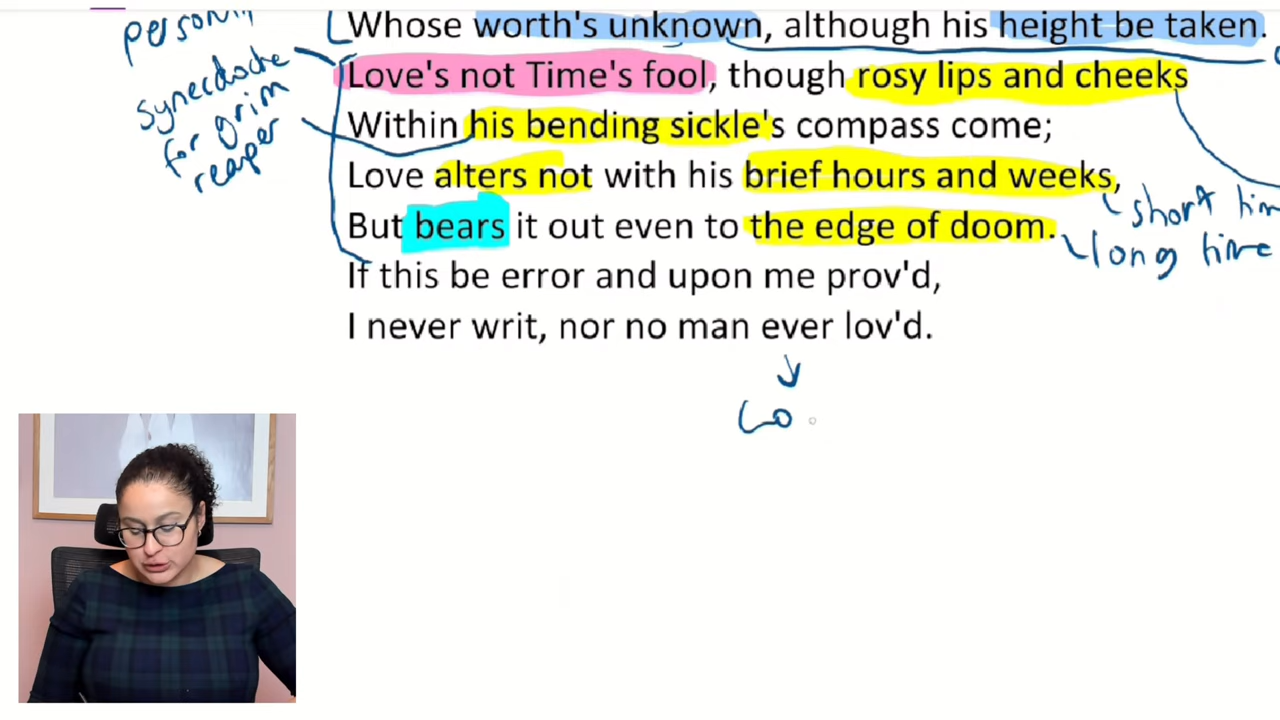 Whose worth's unknown, although his height be taken.
Love's not Time's fool, though rosy lips and cheeks
Within his bending sickle's compass come;
Love alters not with his brief hours and weeks,
But bears it out even to the edge of doom.
If this be error and upon me prov'd,
I never writ, nor no man ever lov'd.
synecdoche
for grim
reaper
short
long time
Co